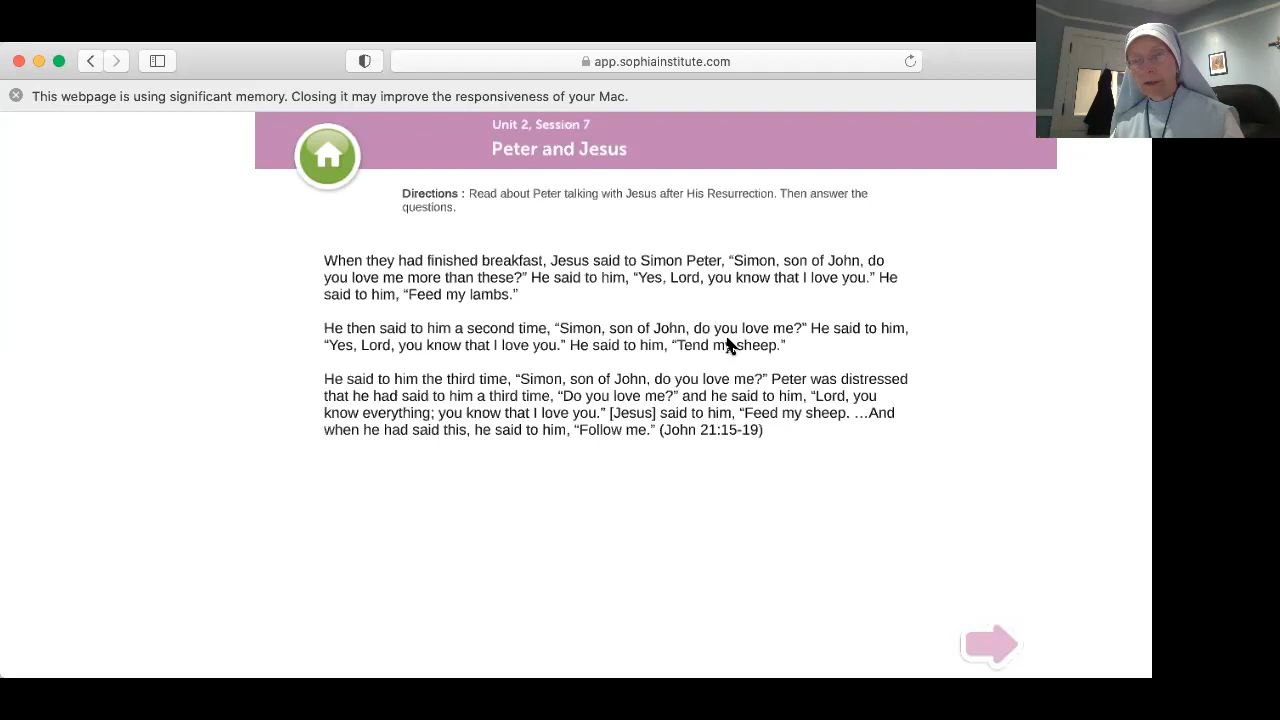 app.sophiainstitute.com
This webpage is using significant memory. Closing it may improve the responsiveness of your Mac.
Unit 2, Session 7
Peter and Jesus
Directions : Read about Peter talking with Jesus after His Resurrection. Then answer the
questions.
When they had finished breakfast, Jesus said to Simon Peter, “Simon, son of John, do
you love me more than these?” He said to him, “Yes, Lord, you know that I love you.” He
said to him, “Feed my lambs.”
He then said to him a second time, “Simon, son of John, do you love me?” He said to him,
“Yes, Lord, you know that I love you.” He said to him, “Tend my sheep.”
He said to him the third time, “Simon, son of John, do you love me?” Peter was distressed
that he had said to him a third time, “Do you love me?” and he said to him, “Lord, you
know everything; you know that I love you.” [Jesus] said to him, “Feed my sheep. …And
when he had said this, he said to him, “Follow me.” (John 21:15-19)